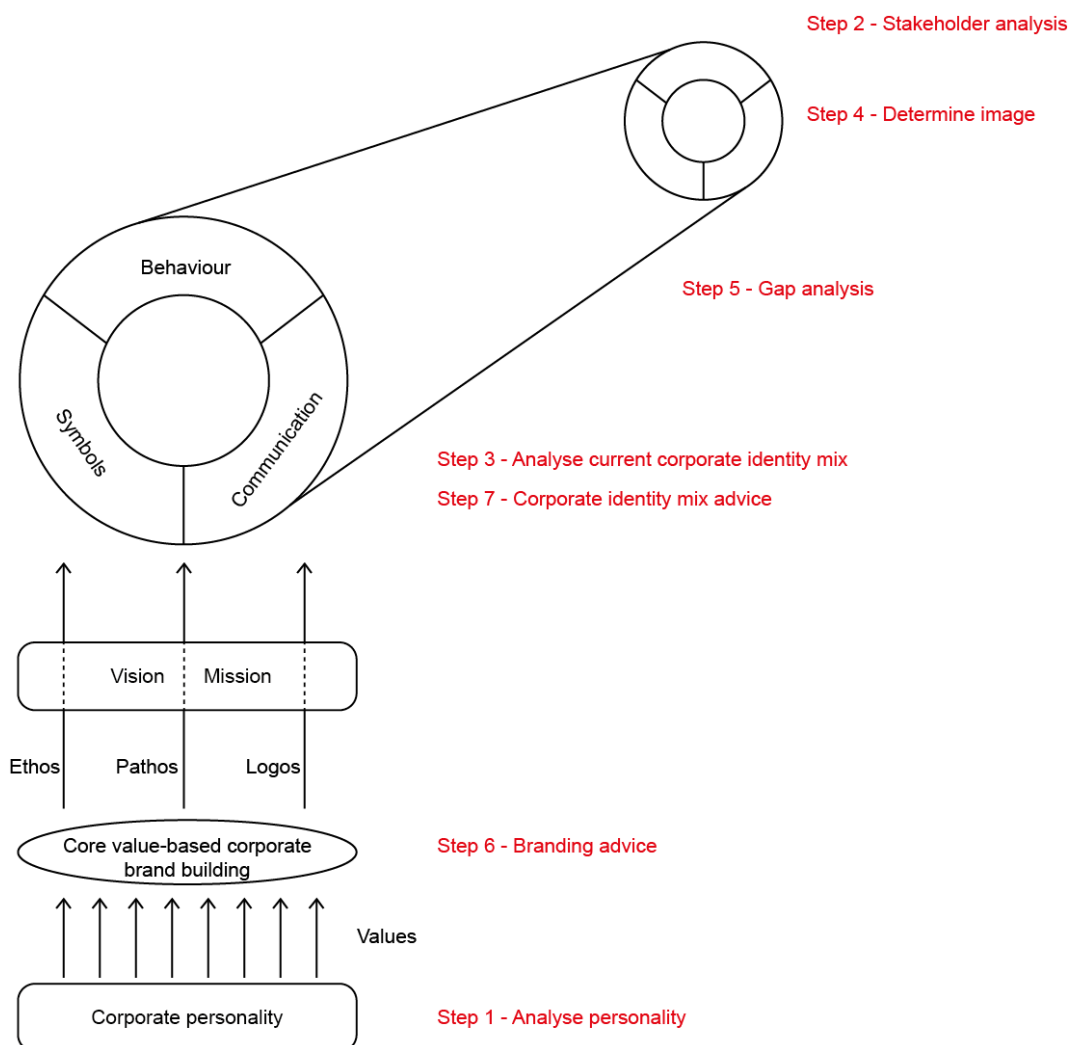 Step 2 - Stakeholder analysis
Step 4 - Determine image
Behaviour
Step 5 - Gap analysis
Symbols
Communication
Step 3 - Analyse current corporate identity mix
Step 7 - Corporate identity mix advice
Vision
Mission
Ethos
Pathos
Logos
Core value-based corporate
brand building
Step 6 - Branding advice
Values
Corporate personality
Step 1 - Analyse personality